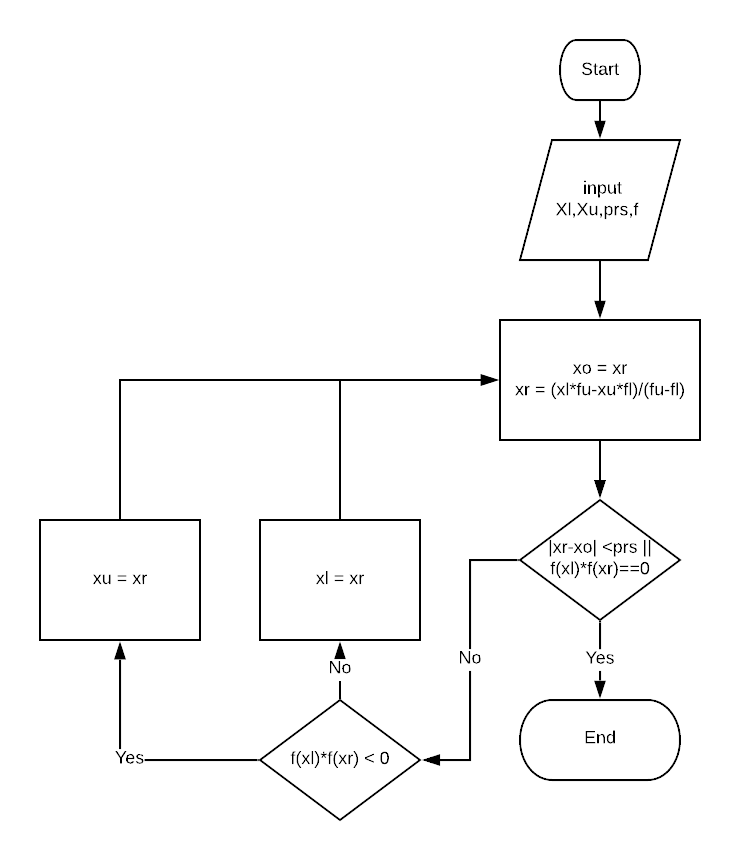 Start
input
Xl,Xu,prs,f
xo = xr
xr = (xl*fu-xu*fl)/(fu-fl)
|xr-xo| <prs ||
f(xl)*f(xr)==0
xu = xr
xl = xr
No
No
Yes
End
f(xl)*f(xr) < 0
Yes